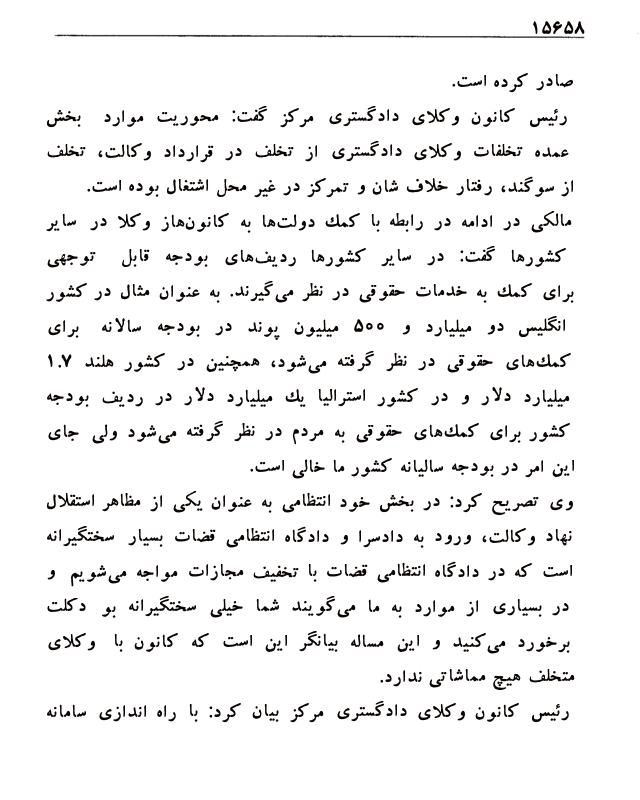 ۱۵۶۵۸
صادر کرده است.
رئیس کانون وکلای دادگستری مرکز گفت: محوریت موارد بخش
عمده تخلفات وکلای دادگستری از تخلف در قرارداد وکالت، تخلف
از سوگند، رفتار خلاف شان و تمرکز در غیر محل اشتغال بوده است.
مالکی در ادامه در رابطه با کمك دولت‌ها به کانون‌هاز وکلا در سایر
کشورها گفت: در سایر کشورها ردیف‌های بودجه قابل توجهی
برای کمك به خدمات حقوقی در نظر می‌گیرند. به عنوان مثال در کشور
انگلیس دو میلیارد و ۵۰۰ میلیون پوند در بودجه سالانه برای
کمك‌های حقوقی در نظر گرفته می‌شود، همچنین در کشور هلند ۱.۷
میلیارد دلار و در کشور استرالیا یك میلیارد دلار در ردیف بودجه
کشور برای کمك‌های حقوقی به مردم در نظر گرفته می‌شود ولی جای
این امر در بودجه سالیانه کشور ما خالی است.
وی تصریح کرد: در بخش خود انتظامی به عنوان یکی از مظاهر استقلال
نهاد وکالت، ورود به دادسرا و دادگاه انتظامی قضات بسیار سختگیرانه
است که در دادگاه انتظامی قضات با تخفیف مجازات مواجه می‌شویم و
در بسیاری از موارد به ما می‌گویند شما خیلی سختگیرانه بو دکلت
برخورد می‌کنید و این مساله بیانگر این است که کانون با وکلای
متخلف هیچ مماشاتی ندارد.
رئیس کانون وکلای دادگستری مرکز بیان کرد: با راه اندازی سامانه